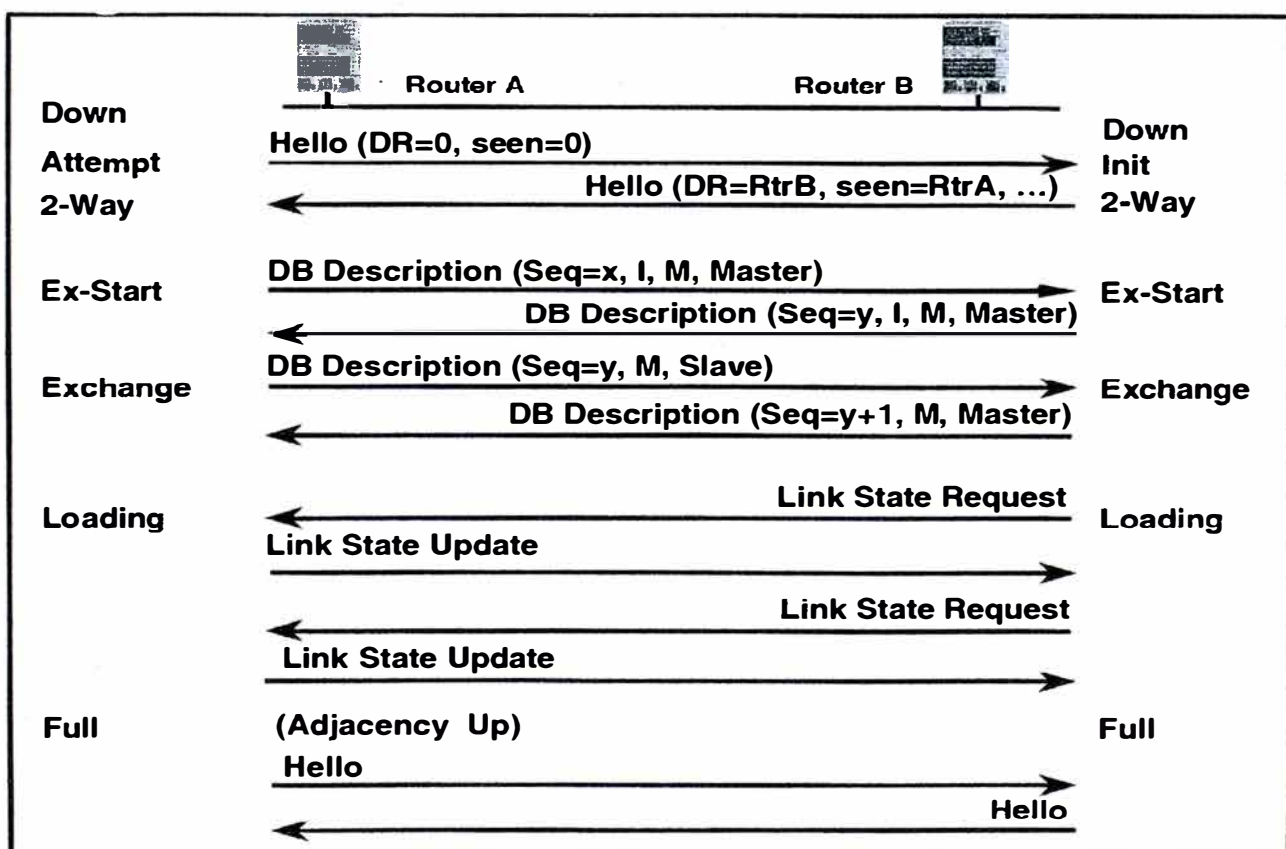 Router A Router B
Down Down
Hello (DR=0, seen=0)
Attempt Init
Hello (DR=RtrB, seen=RtrA, ...)
2-Way 2-Way
DB Description (Seq=x, I, M, Master)
Ex-Start Ex-Start
DB Description (Seq=y, I, M, Master)
DB Description (Seq=y, M, Slave)
Exchange Exchange
DB Description (Seq=y+1, M, Master)
Link State Request
Loading Loading
Link State Update
Link State Request
Link State Update
Full (Adjacency Up) Full
Hello
Hello